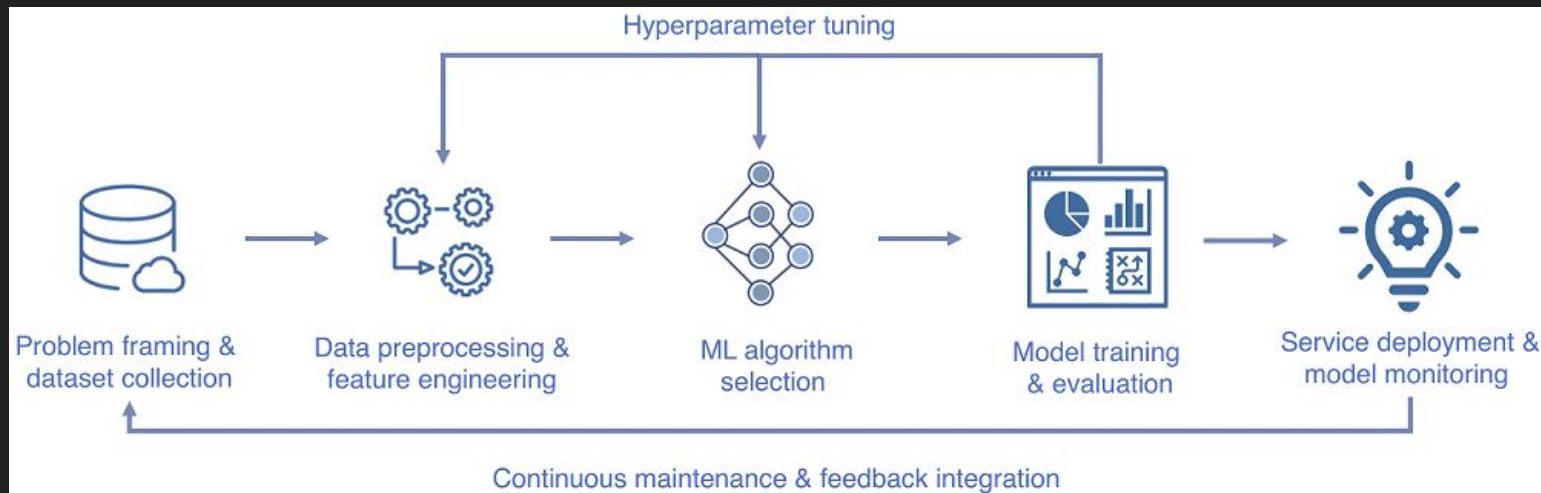 Hyperparameter tuning
Problem framing &
dataset collection
Data preprocessing &
feature engineering
ML algorithm
selection
Model training
& evaluation
Service deployment &
model monitoring
Continuous maintenance & feedback integration